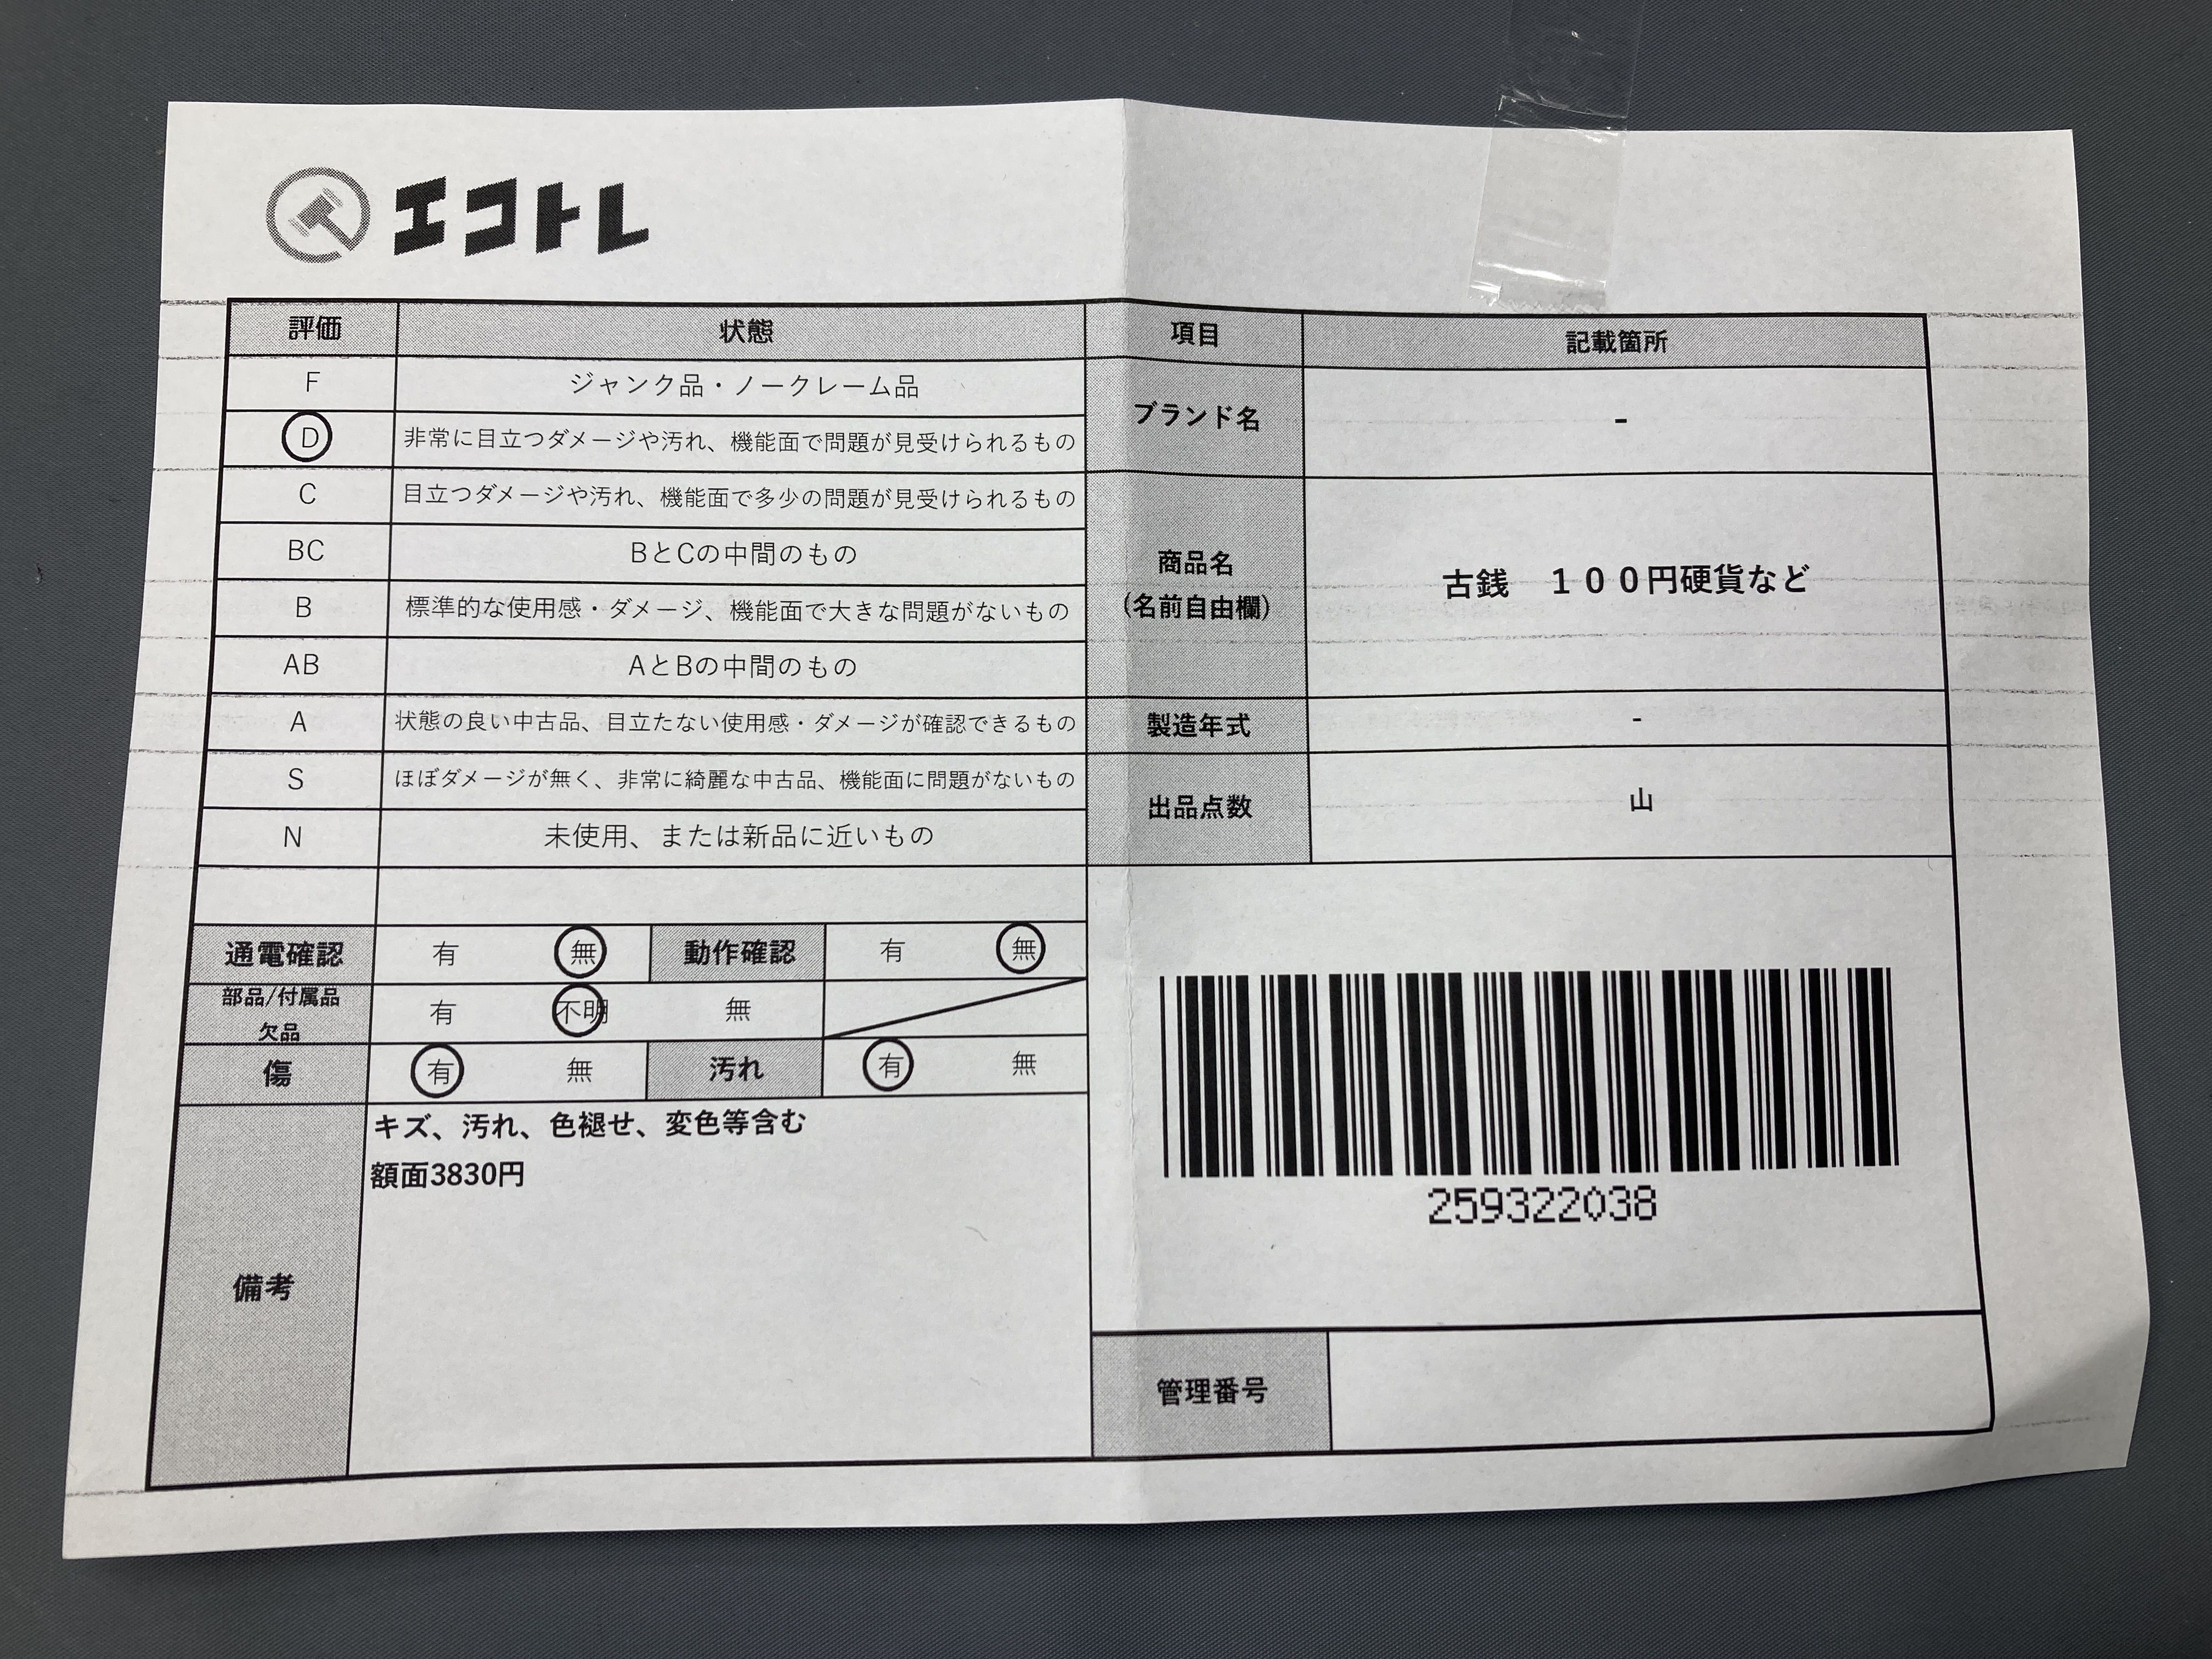 エコトレ
評価 状態
F ジャンク品・ノークレーム品
D 非常に目立つダメージや汚れ、機能面で問題が見受けられるもの
C 目立つダメージや汚れ、機能面で多少の問題が見受けられるもの
BC BとCの中間のもの
B 標準的な使用感・ダメージ、機能面で大きな問題がないもの
AB AとBの中間のもの
A 状態の良い中古品、目立たない使用感・ダメージが確認できるもの
S ほぼダメージが無く、非常に綺麗な中古品、機能面に問題がないもの
N 未使用、または新品に近いもの
通電確認 有 無 動作確認 有 無
部品/付属品
欠品 有 不明 無
傷 有 無 汚れ 有 無
備考
キズ、汚れ、色褪せ、変色等含む
額面3830円
項目 記載箇所
ブランド名 -
商品名
(名前自由欄)
古銭　１００円硬貨など
製造年式 -
出品点数 山
259322038
管理番号